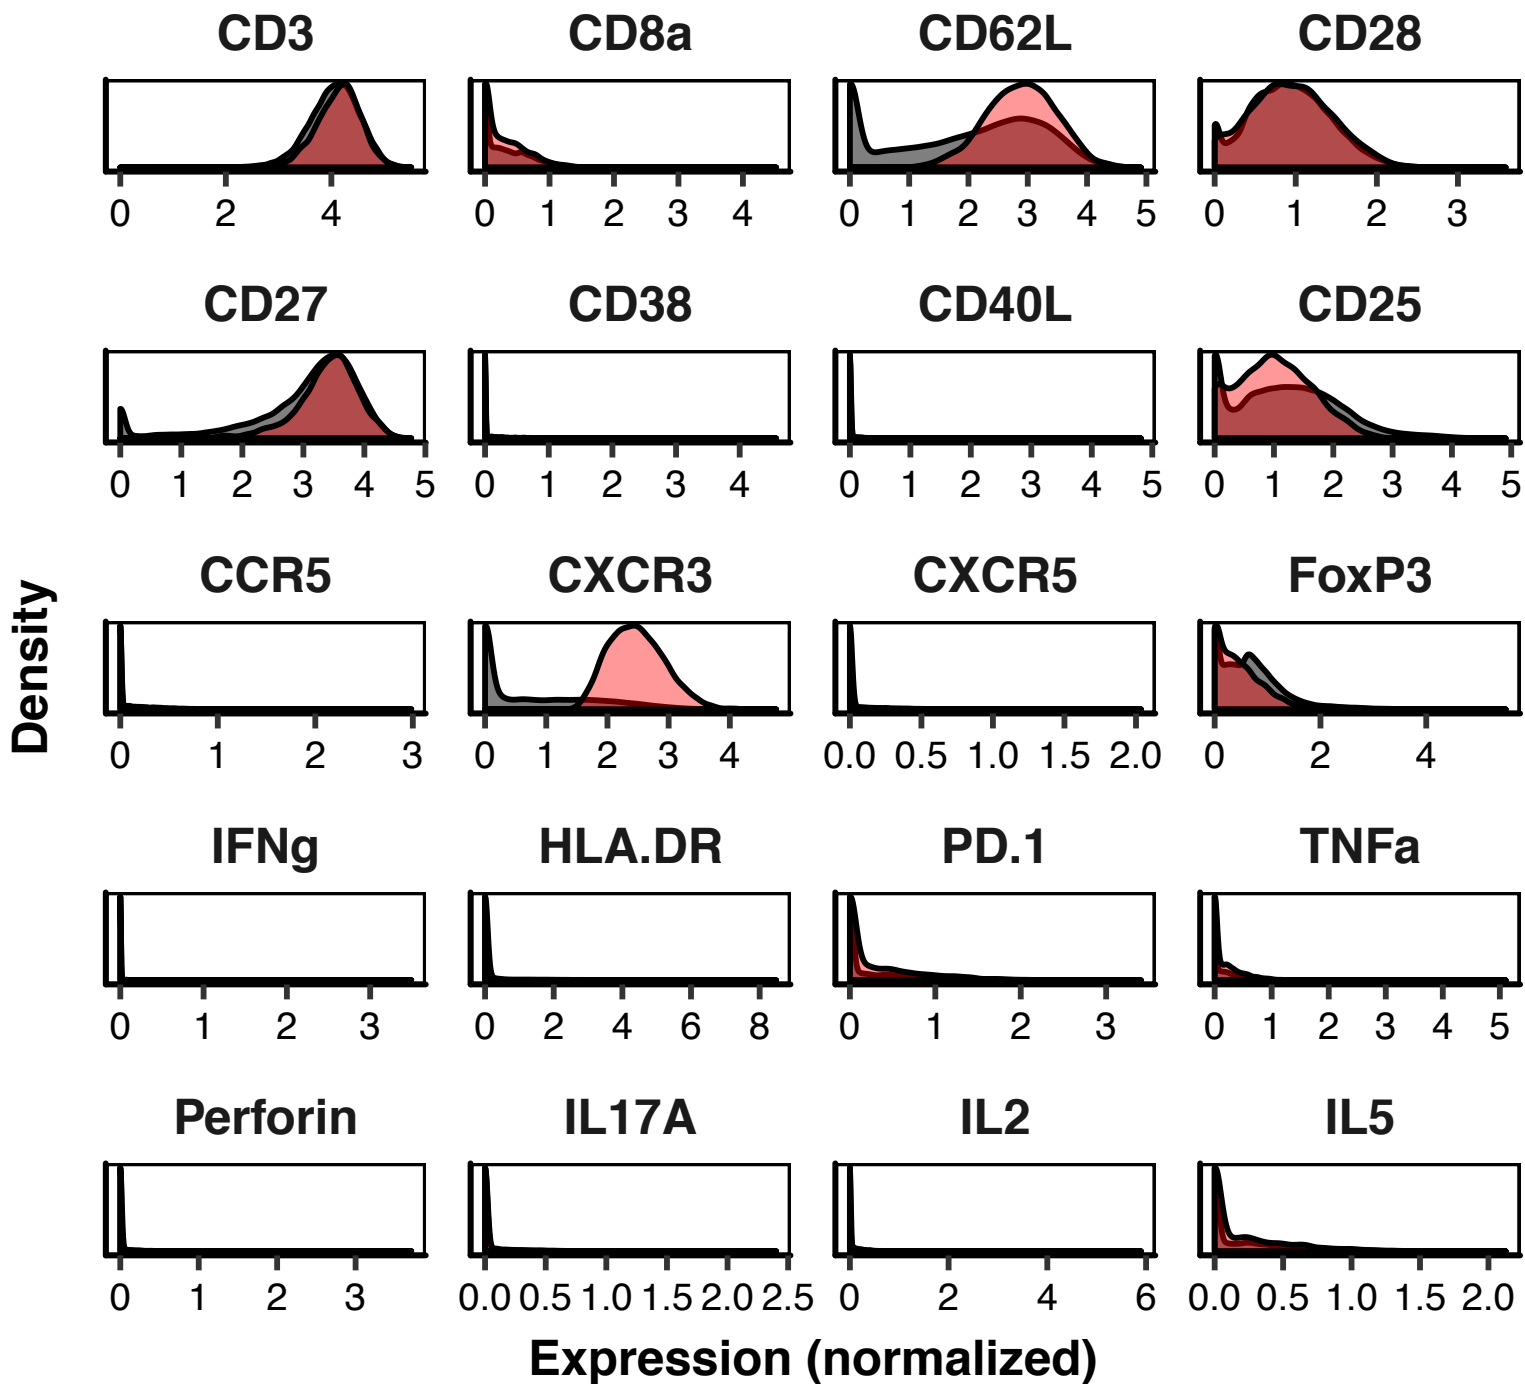 CD3 CD8a CD62L CD28
0 2 4 0 1 2 3 4 0 1 2 3 4 5 0 1 2 3
CD27 CD38 CD40L CD25
0 1 2 3 4 5 0 1 2 3 4 0 1 2 3 4 5 0 1 2 3 4 5
CCR5 CXCR3 CXCR5 FoxP3
0 1 2 3 0 1 2 3 4 0.0 0.5 1.0 1.5 2.0 0 2 4
IFNg HLA.DR PD.1 TNFa
0 1 2 3 0 2 4 6 8 0 1 2 3 0 1 2 3 4 5
Perforin IL17A IL2 IL5
0 1 2 3 0.0 0.5 1.0 1.5 2.0 2.5 0 2 4 6 0.0 0.5 1.0 1.5 2.0
Density
Expression (normalized)